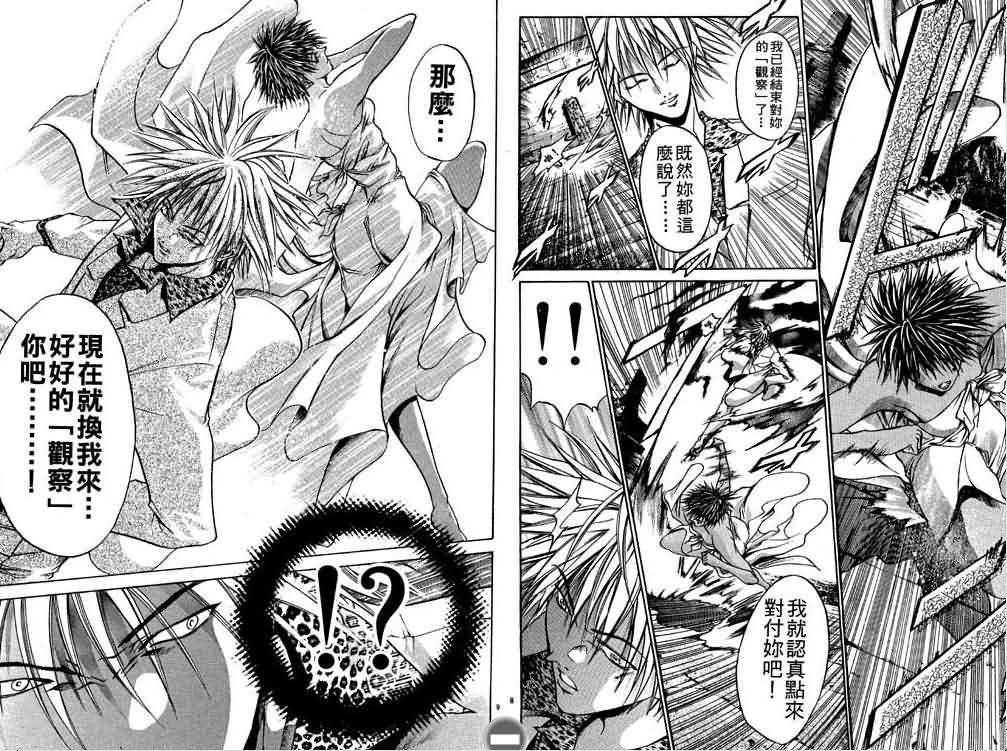 我已經結束對妳
的「觀察」了…
既然妳都這
麼說了……
！！
我就認真點來
對付妳吧！
8
那麼…
現在就換我來…
好好的「觀察」
你吧………！
！？
9